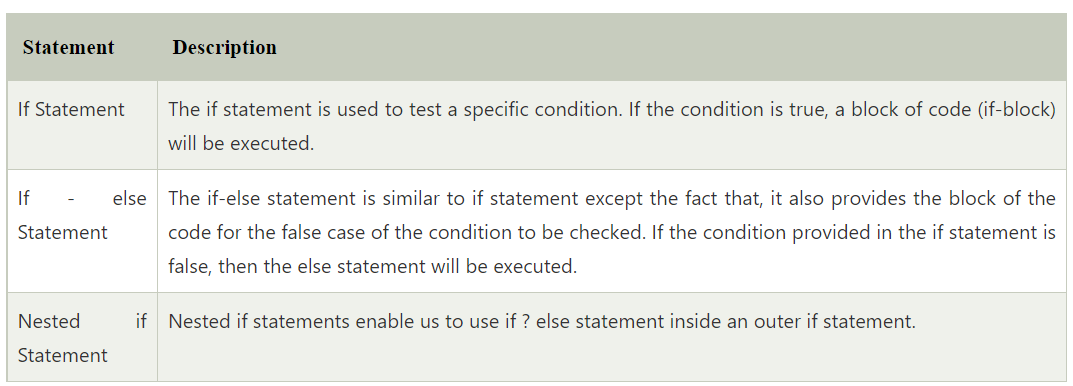 Statement Description
If Statement The if statement is used to test a specific condition. If the condition is true, a block of code (if-block)
will be executed.
If - else The if-else statement is similar to if statement except the fact that, it also provides the block of the
Statement code for the false case of the condition to be checked. If the condition provided in the if statement is
false, then the else statement will be executed.
Nested if Nested if statements enable us to use if ? else statement inside an outer if statement.
Statement